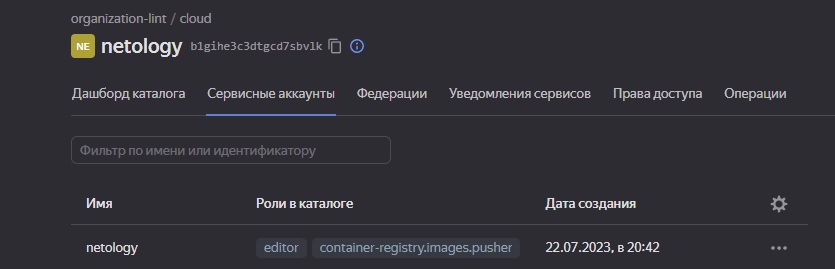 organization-lint / cloud
NE netology b1gihe3c3dtgcd7sbvlk
Дашборд каталога Сервисные аккаунты Федерации Уведомления сервисов Права доступа Операции
Фильтр по имени или идентификатору
Имя Роли в каталоге Дата создания
netology editor container-registry.images.pusher 22.07.2023, в 20:42